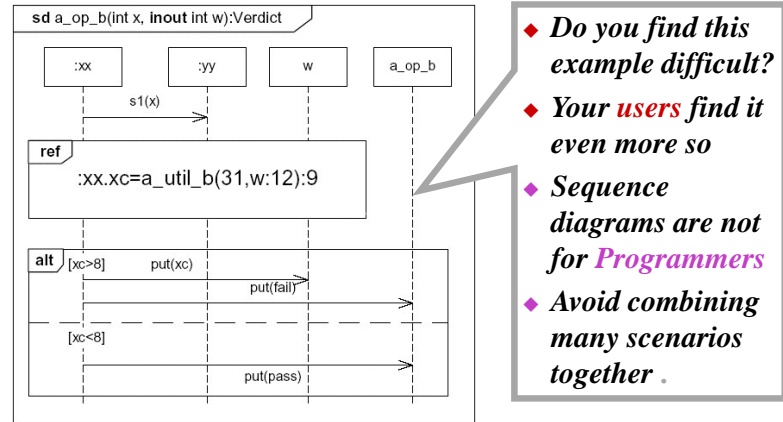 sd a_op_b(int x, inout int w):Verdict
:xx
:yy
w
a_op_b
s1(x)
ref
:xx.xc=a_util_b(31,w:12):9
alt
[xc>8]
put(xc)
put(fail)
[xc<8]
put(pass)
Do you find this
example difficult?
Your users find it
even more so
Sequence
diagrams are not
for Programmers
Avoid combining
many scenarios
together .